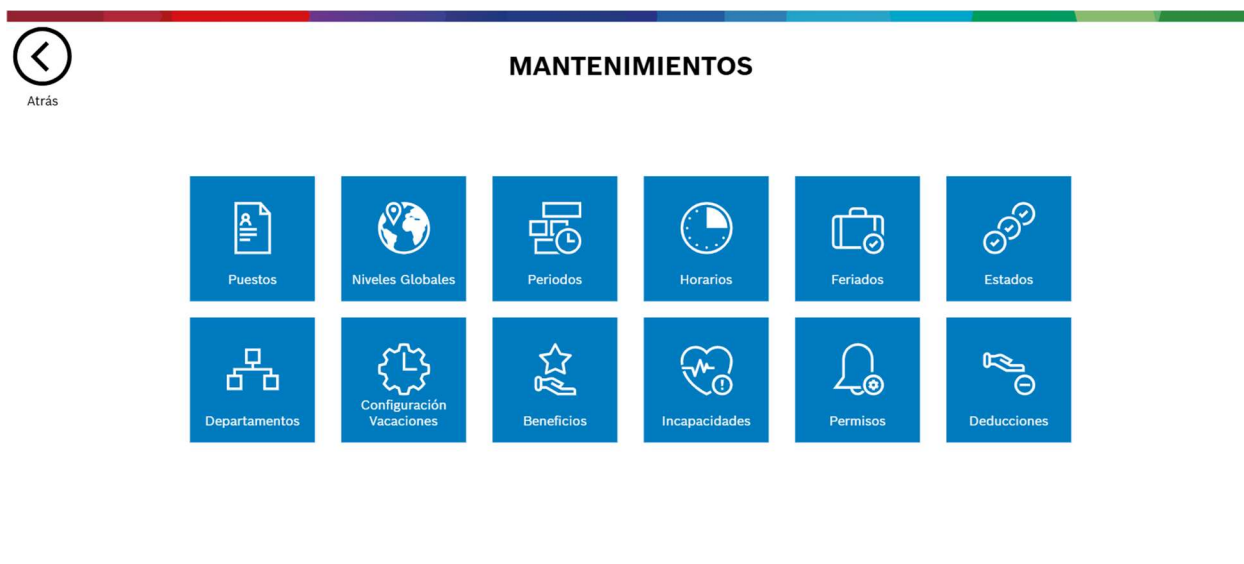 MANTENIMIENTOS
Atrás
Puestos
Niveles Globales
Periodos
Horarios
Feriados
Estados
Departamentos
Configuración
Vacaciones
Beneficios
Incapacidades
Permisos
Deducciones